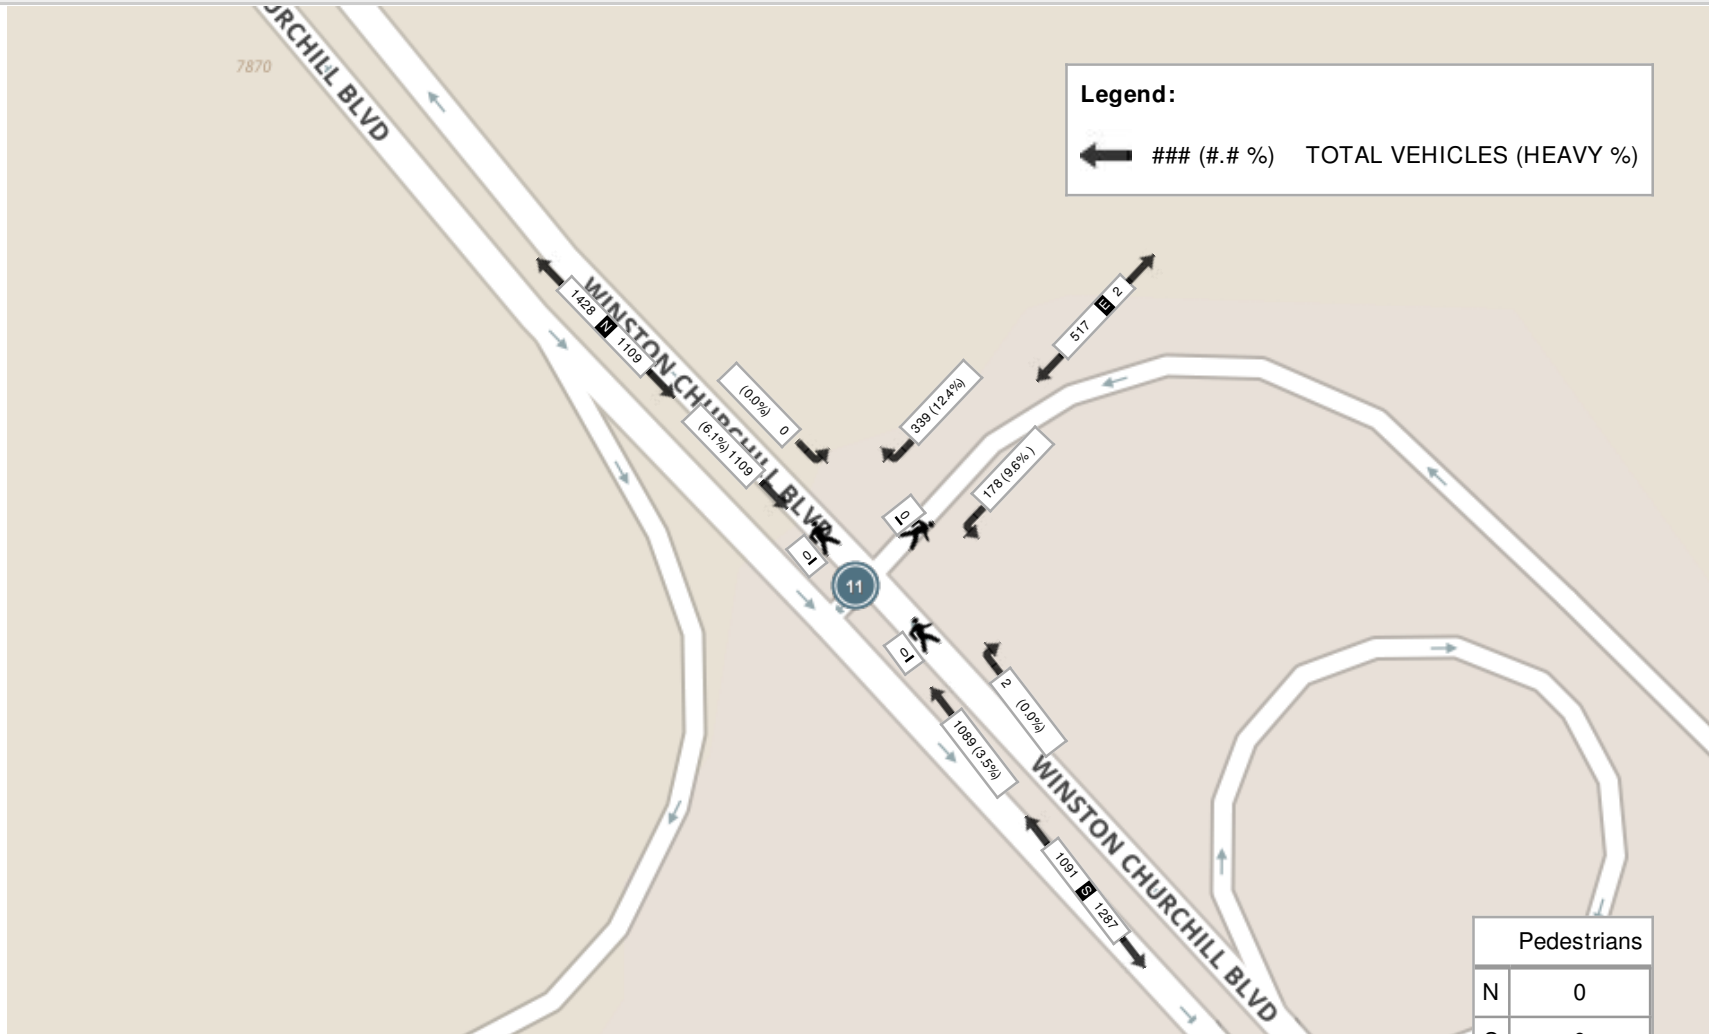 URCHILL BLVD
7870
Legend:
### (#.# %) TOTAL VEHICLES (HEAVY %)
WINSTON CHURCHILL BLVD
1428 N 1109
517 E 2
(0.0%) 0
339 (12.4%)
(6.1%) 1109
178 (9.6% )
0
0
11
0
2 (0.0%)
1089 (3.5%)
WINSTON CHURCHILL BLVD
1091 S 1287
Pedestrians
N 0